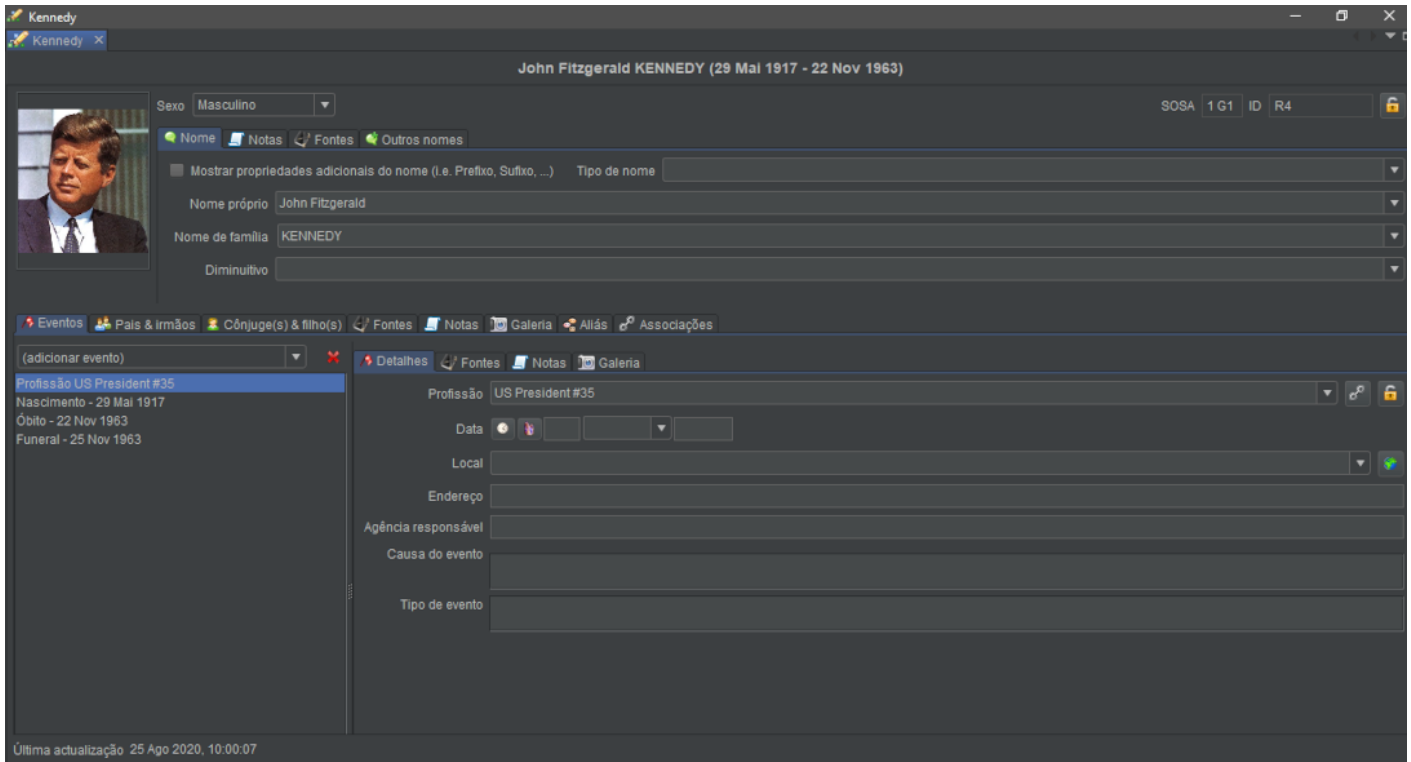 Kennedy
Kennedy
John Fitzgerald KENNEDY (29 Mai 1917 - 22 Nov 1963)
Sexo Masculino SOSA 1 G1 ID R4
Nome Notas Fontes Outros nomes
Mostrar propriedades adicionais do nome (i.e. Prefixo, Sufixo, ...) Tipo de nome
Nome próprio John Fitzgerald
Nome de família KENNEDY
Diminuitivo
Eventos Pais & irmãos Cônjuge(s) & filho(s) Fontes Notas Galeria Aliás Associações
(adicionar evento) Detalhes Fontes Notas Galeria
Profissão US President #35
Nascimento - 29 Mai 1917
Óbito - 22 Nov 1963
Funeral - 25 Nov 1963
Profissão US President #35
Data
Local
Endereço
Agência responsável
Causa do evento
Tipo de evento
Última actualização 25 Ago 2020, 10:00:07